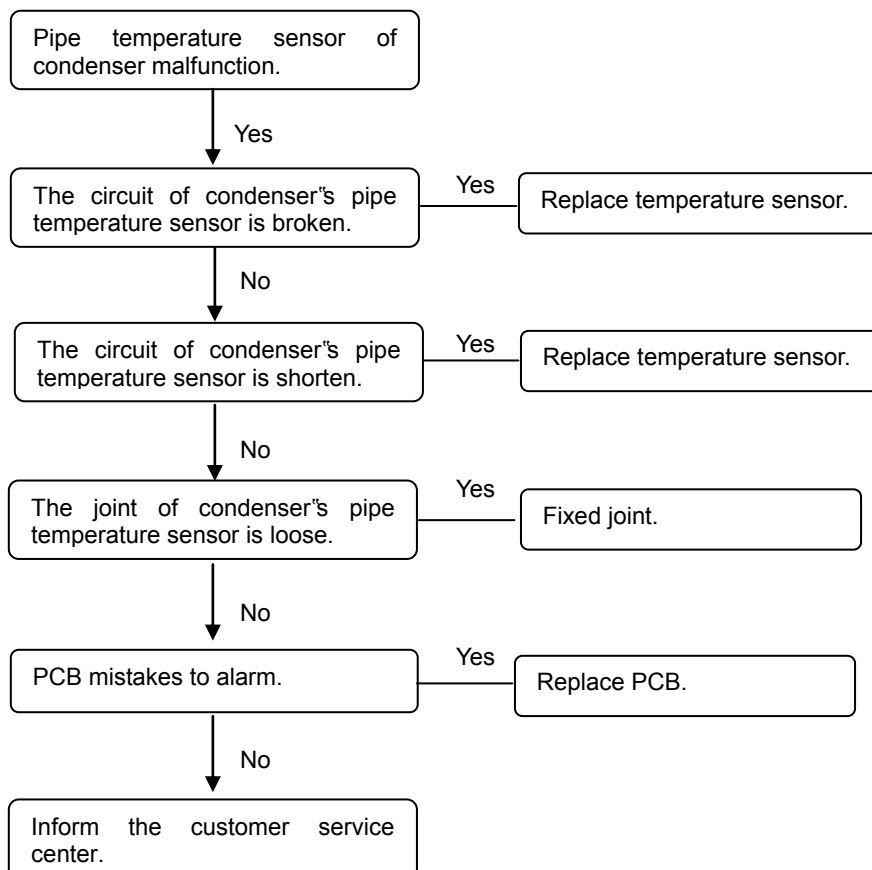 Pipe temperature sensor of
condenser malfunction.
Yes
The circuit of condenser‟s pipe
temperature sensor is broken.
Yes
Replace temperature sensor.
No
The circuit of condenser‟s pipe
temperature sensor is shorten.
Yes
Replace temperature sensor.
No
The joint of condenser‟s pipe
temperature sensor is loose.
Yes
Fixed joint.
No
PCB mistakes to alarm.
Yes
Replace PCB.
No
Inform the customer service
center.